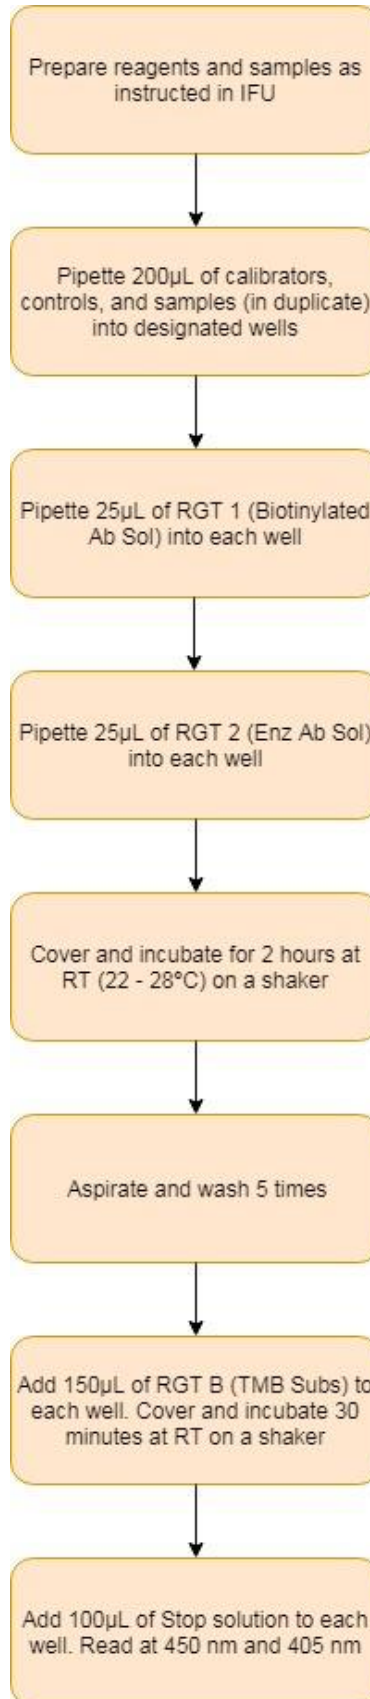 Prepare reagents and samples as
instructed in IFU
Pipette 200µL of calibrators,
controls, and samples (in duplicate)
into designated wells
Pipette 25µL of RGT 1 (Biotinylated
Ab Sol) into each well
Pipette 25µL of RGT 2 (Enz Ab Sol)
into each well
Cover and incubate for 2 hours at
RT (22 - 28ºC) on a shaker
Aspirate and wash 5 times
Add 150µL of RGT B (TMB Subs) to
each well. Cover and incubate 30
minutes at RT on a shaker
Add 100µL of Stop solution to each
well. Read at 450 nm and 405 nm